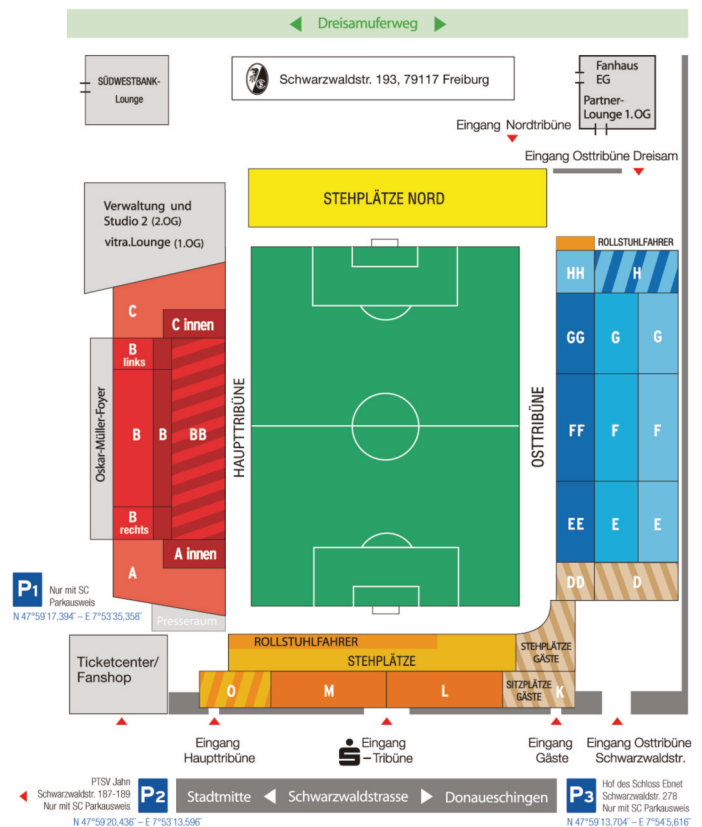 Dreisamuferweg
SÜDWESTBANK-
Lounge
Schwarzwaldstr. 193, 79117 Freiburg
Fanhaus
EG
Partner-
Lounge 1.OG
Eingang Nordtribüne
Eingang Osttribüne Dreisam
Verwaltung und
Studio 2 (2.OG)
vitra.Lounge (1.OG)
STEHPLÄTZE NORD
ROLLSTUHLFAHRER
HH
H
C
C innen
B
links
GG
G
G
Oskar-Müller-Foyer
B
B
BB
HAUPTTRIBÜNE
OSTTRIBÜNE
FF
F
F
B
rechts
EE
E
E
A innen
A
DD
D
P1
Nur mit SC
Parkausweis
N 47°59'17,394" – E 7°53'35,358"
Presseraum
Ticketcenter/
Fanshop
ROLLSTUHLFAHRER
STEHPLÄTZE
STEHPLÄTZE
GÄSTE
O
M
L
SITZPLÄTZE
GÄSTE
K
Eingang
Haupttribüne
Eingang
S
–Tribüne
Eingang
Gäste
Eingang Osttribüne
Schwarzwaldstr.
PTSV Jahn
Schwarzwaldstr. 187-189
Nur mit SC Parkausweis
P2
N 47°59'20,436" – E 7°53'13,596"
Stadtmitte
Schwarzwaldstrasse
Donaueschingen
P3
Hof des Schloss Ebnet
Schwarzwaldstr. 278
Nur mit SC Parkausweis
N 47°59'13,704" – E 7°54'5,616"